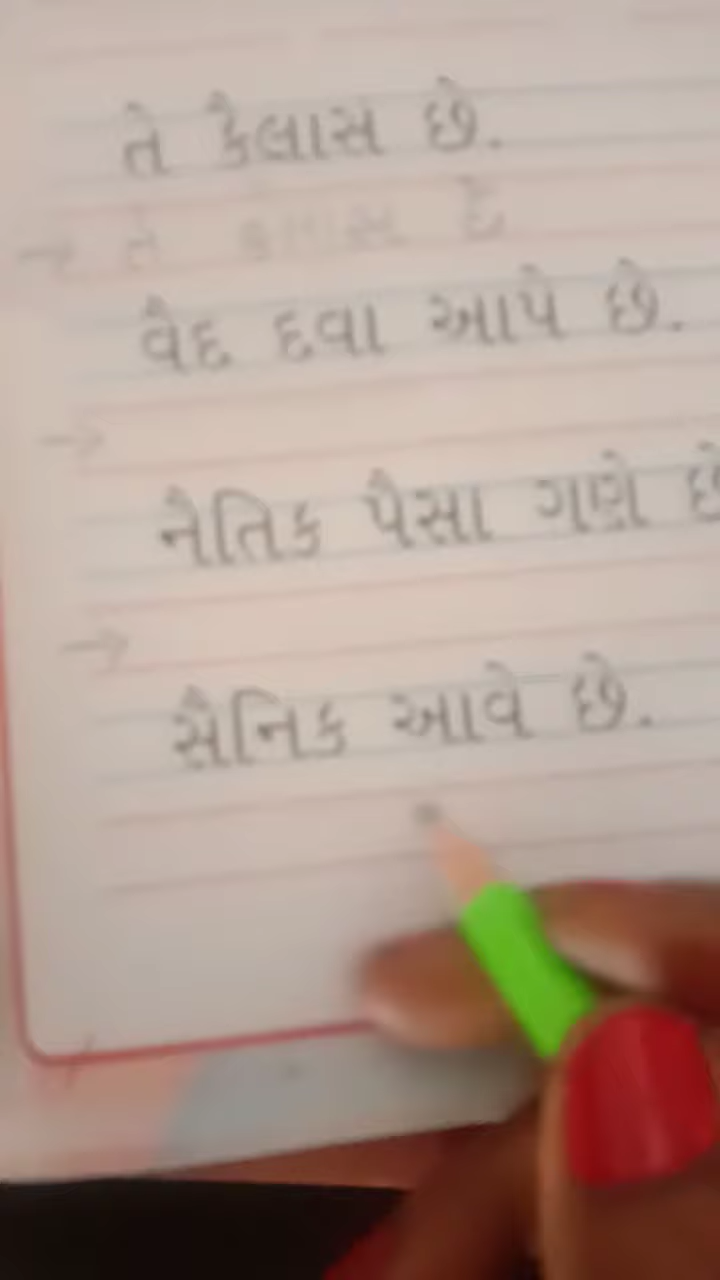 તે કૈલાસ છે.
→ તે
વૈદ દવા આપે છે.
→
નૈતિક પૈસા ગણે છે
→
સૈનિક આવે છે.